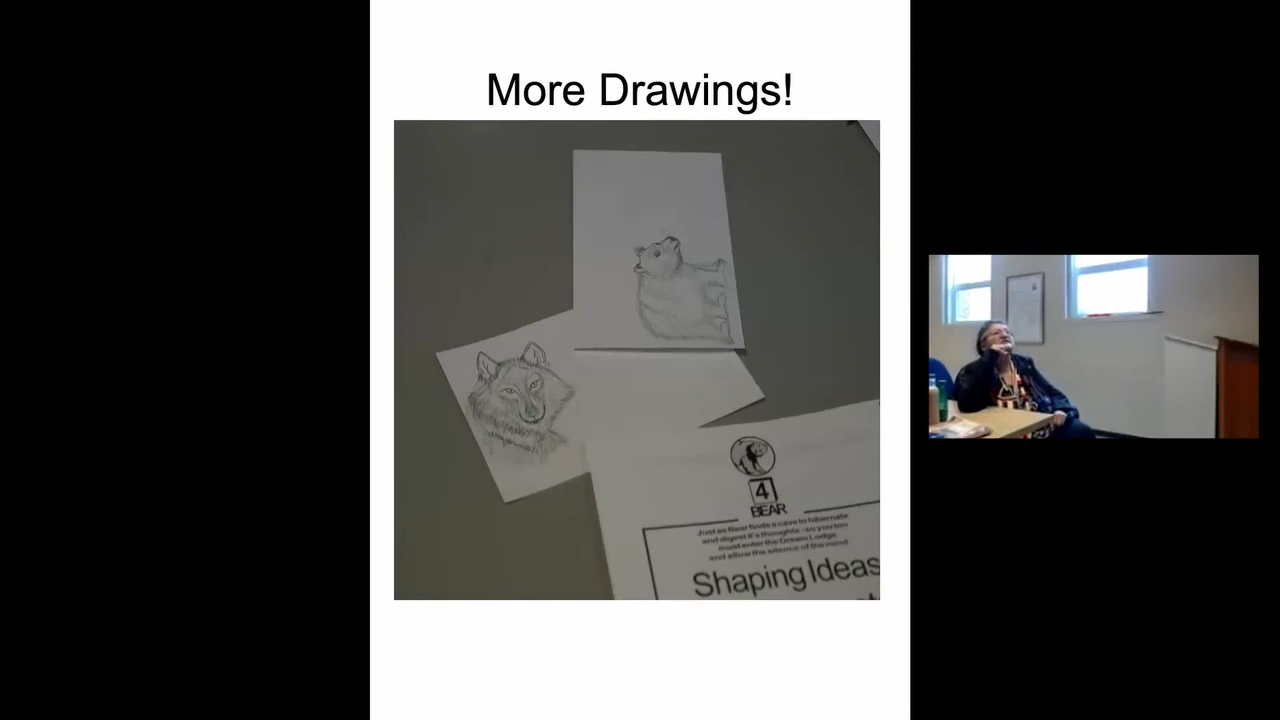 More Drawings!
4
BEAR
Just as Bear finds a cave to hibernate
and digest it's thoughts - so you too
must enter the Dream Lodge
and allow the silence of the mind.
Shaping Ideas